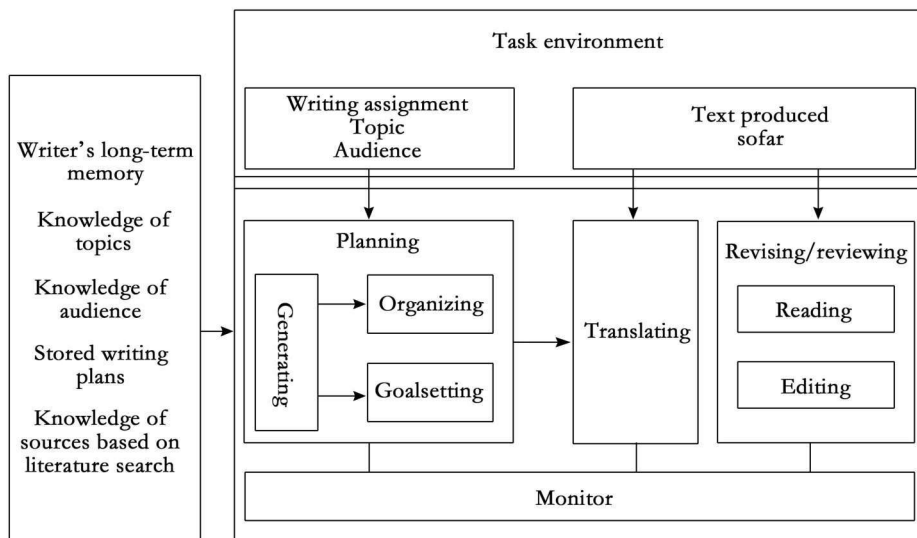 Task environment
Writing assignment
Topic
Audience
Text produced
sofar
Writer's long-term
memory
Knowledge of
topics
Knowledge of
audience
Stored writing
plans
Knowledge of
sources based on
literature search
Planning
Generating
Organizing
Goalsetting
Translating
Revising/reviewing
Reading
Editing
Monitor